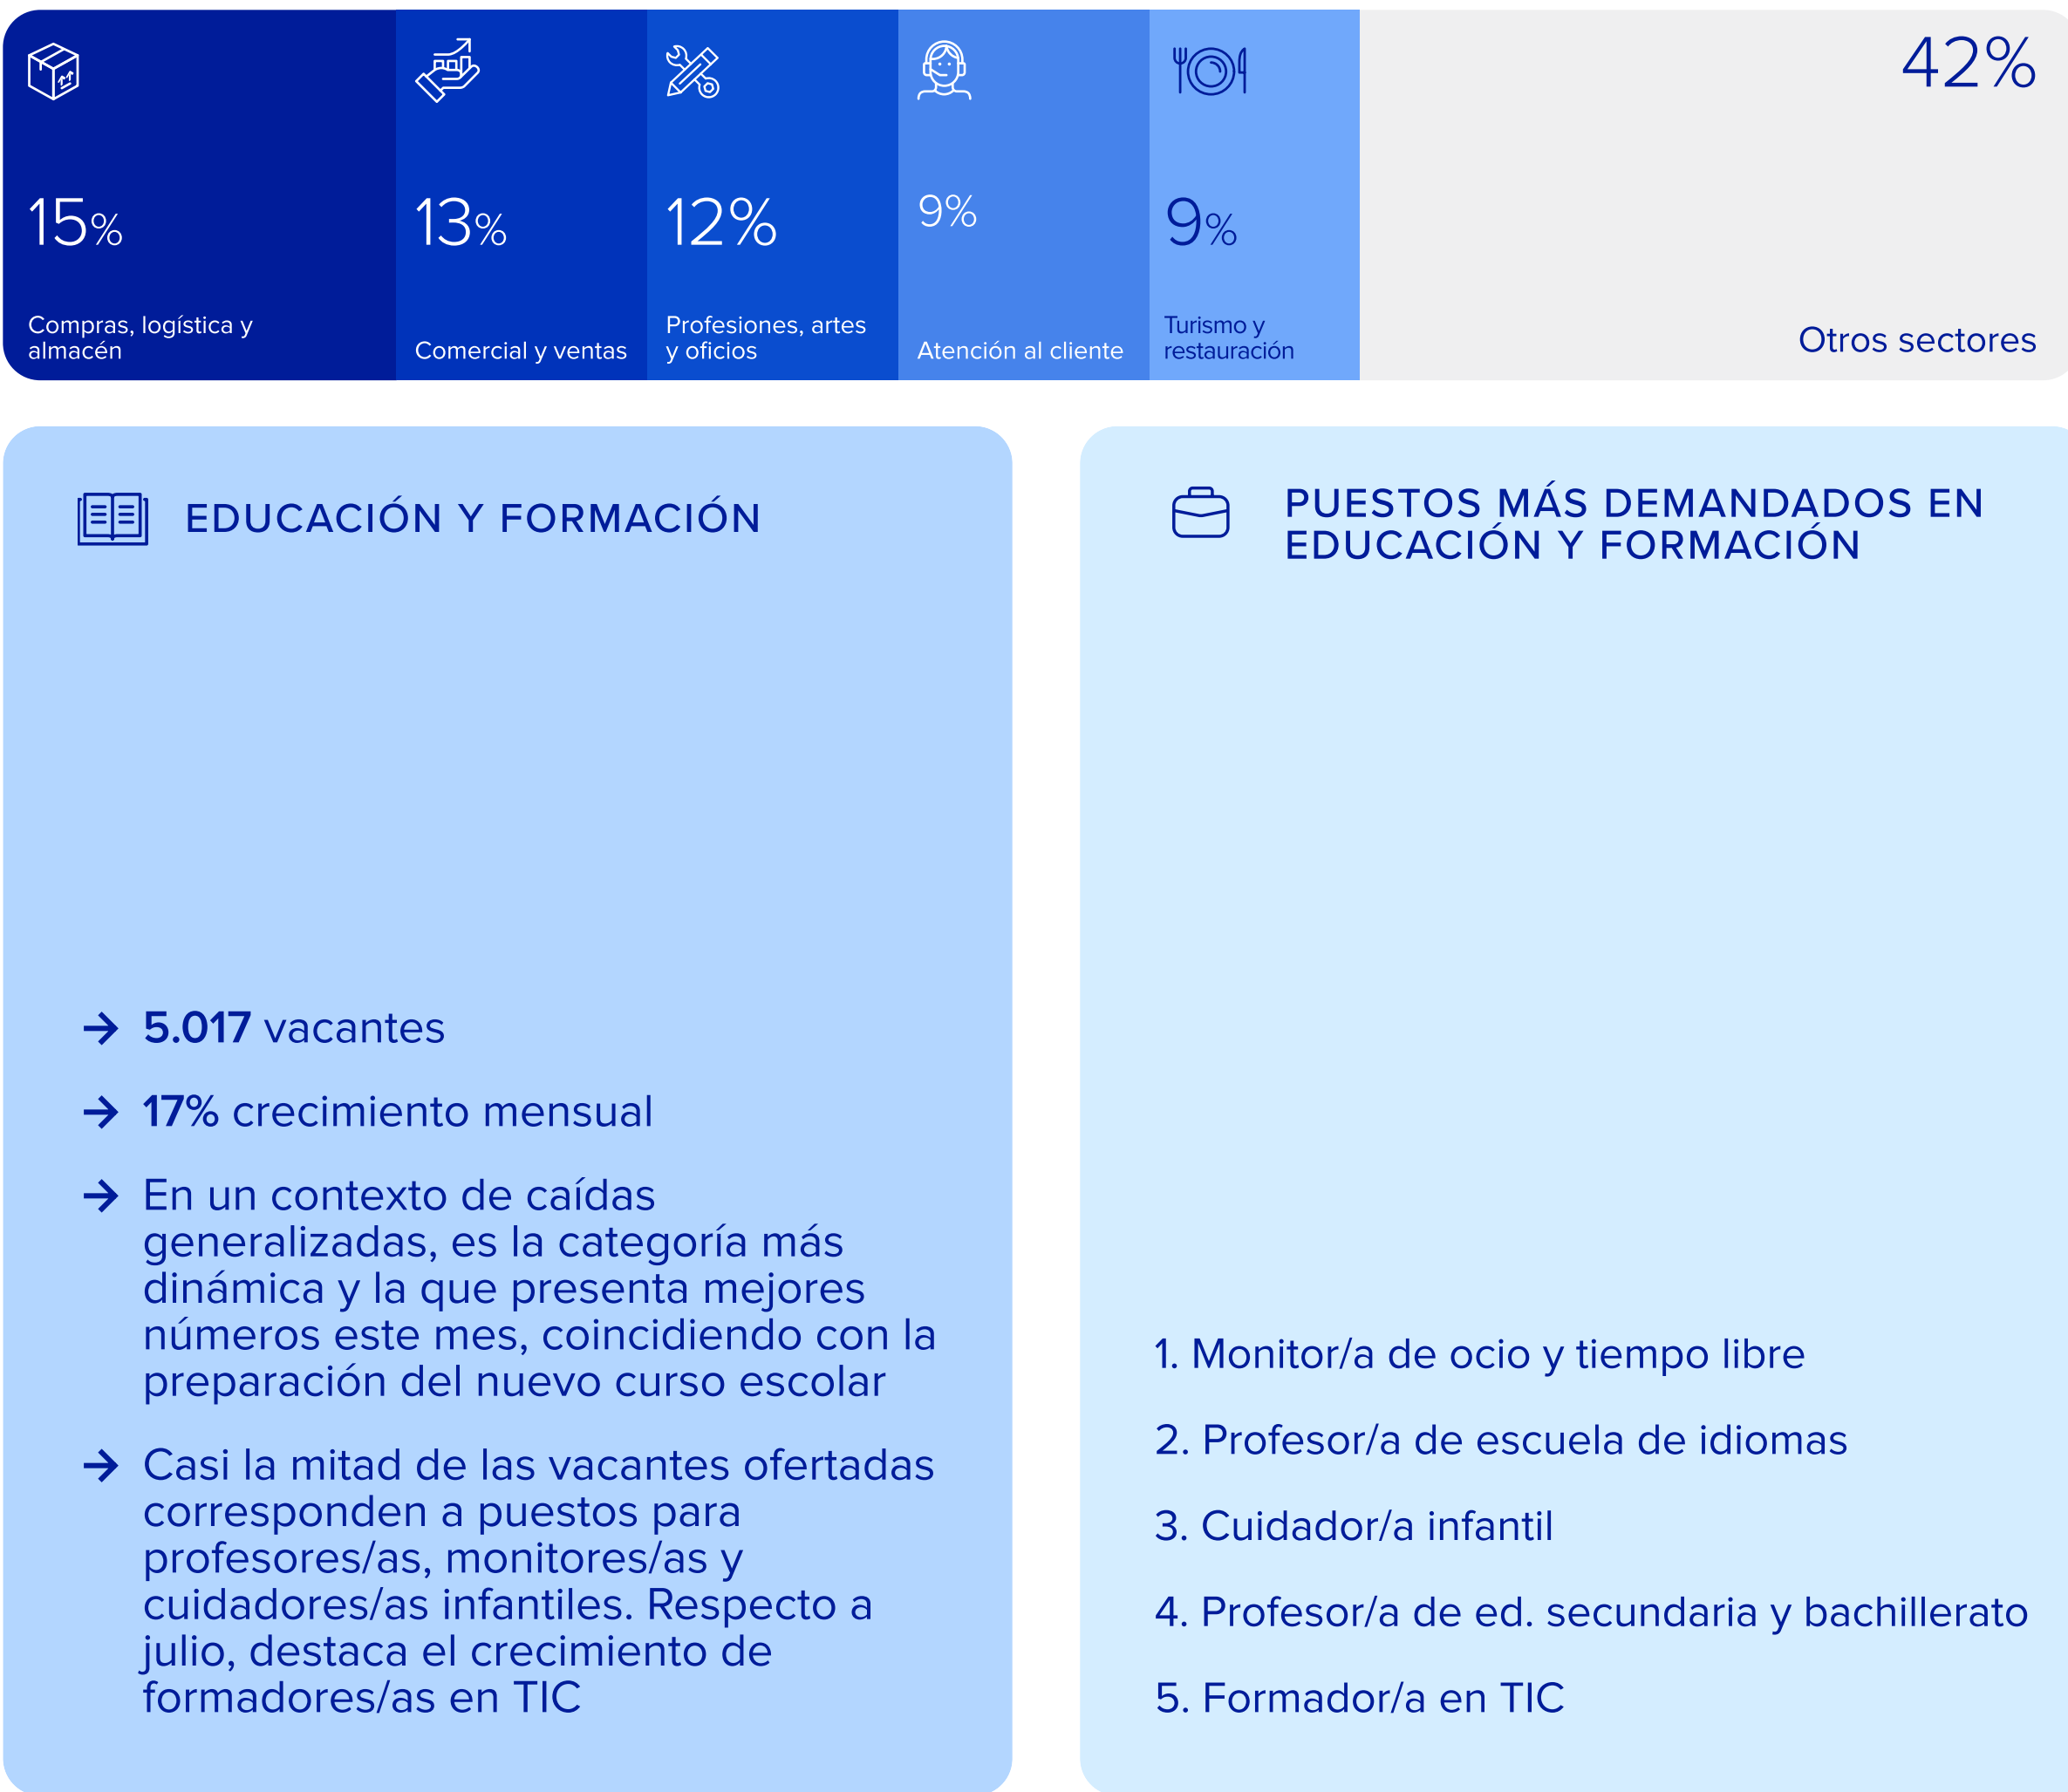 15%
Compras, logística y
almacén
13%
Comercial y ventas
12%
Profesiones, artes
y oficios
9%
Atención al cliente
9%
Turismo y
restauración
42%
Otros sectores
EDUCACIÓN Y FORMACIÓN
→ 5.017 vacantes
→ 17% crecimiento mensual
→ En un contexto de caídas
generalizadas, es la categoría más
dinámica y la que presenta mejores
números este mes, coincidiendo con la
preparación del nuevo curso escolar
→ Casi la mitad de las vacantes ofertadas
corresponden a puestos para
profesores/as, monitores/as y
cuidadores/as infantiles. Respecto a
julio, destaca el crecimiento de
formadores/as en TIC
PUESTOS MÁS DEMANDADOS EN
EDUCACIÓN Y FORMACIÓN
1. Monitor/a de ocio y tiempo libre
2. Profesor/a de escuela de idiomas
3. Cuidador/a infantil
4. Profesor/a de ed. secundaria y bachillerato
5. Formador/a en TIC